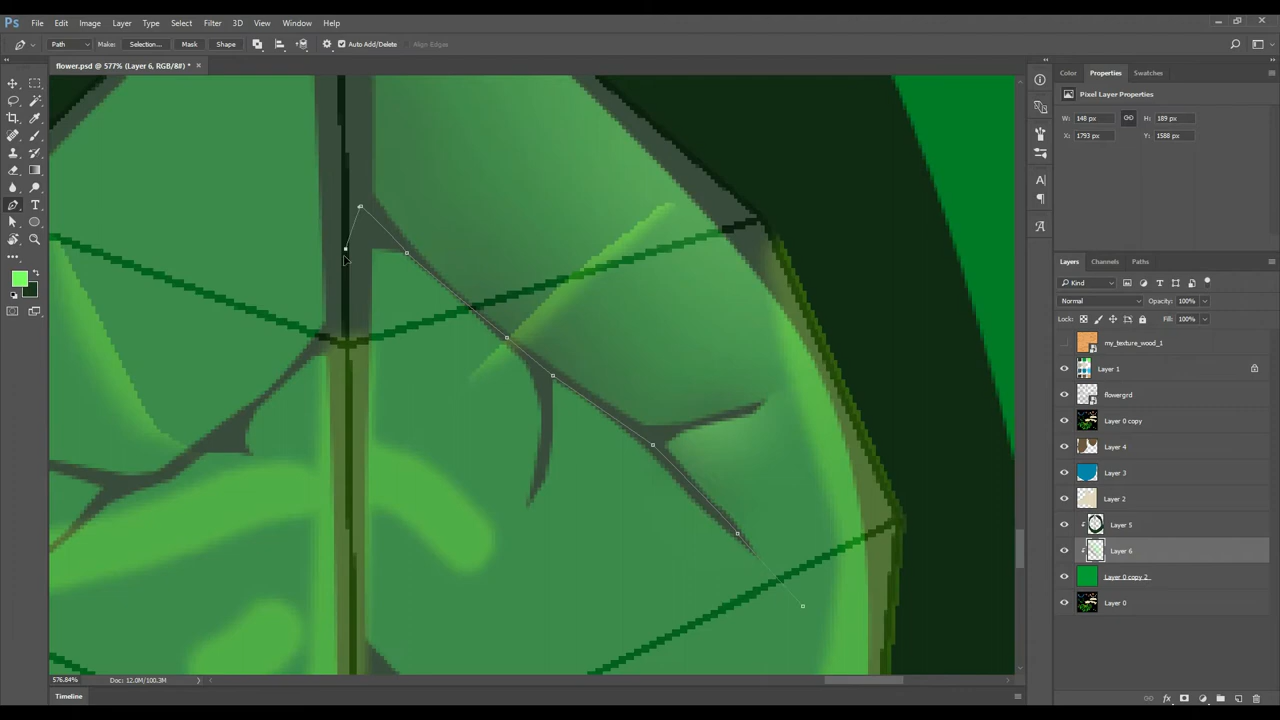 Ps File Edit Image Layer Type Select Filter 3D View Window Help
Path Make: Selection... Mask Shape Auto Add/Delete Align Edges
flower.psd @ 577% (Layer 6, RGB/8#) * ×
Color Properties Swatches
Pixel Layer Properties
W: 148 px H: 189 px
X: 1793 px Y: 1588 px
Layers Channels Paths
Kind
Normal Opacity: 100%
Lock: Fill: 100%
my_texture_wood_1
Layer 1
flowergrd
Layer 0 copy
Layer 4
Layer 3
Layer 2
Layer 5
Layer 6
Layer 0 copy 2
Layer 0
576.84% Doc: 12.0M/100.3M
Timeline